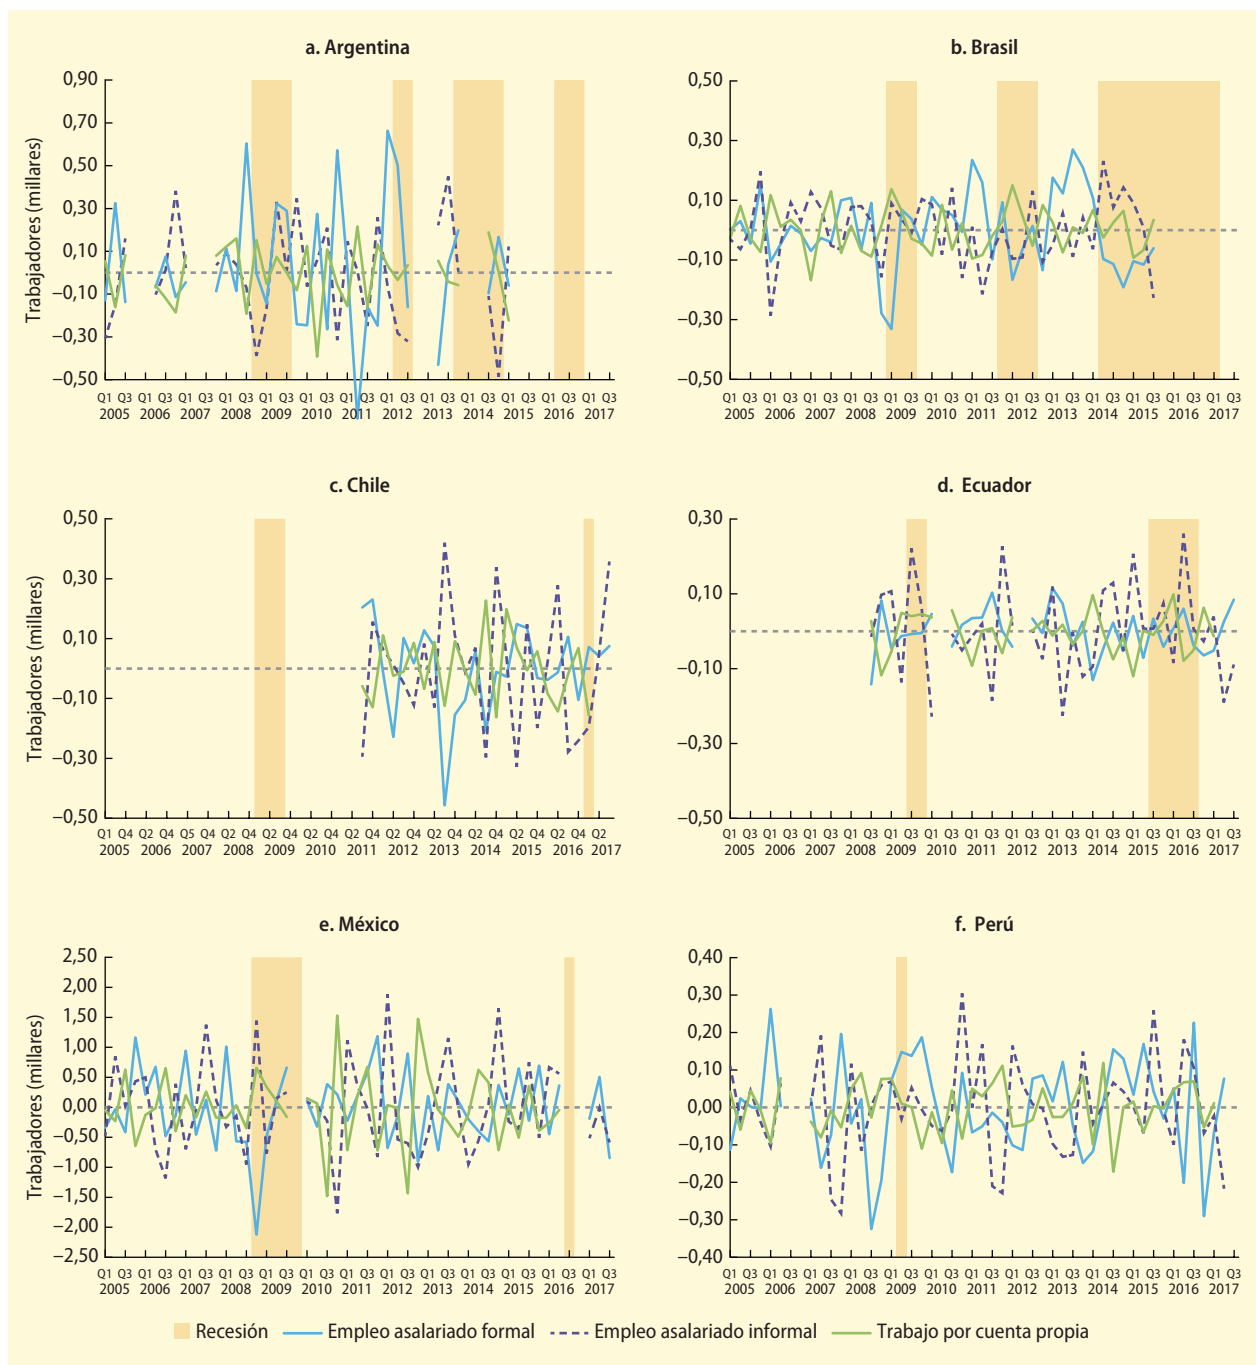 a. Argentina
Trabajadores (millares)
0,90
0,70
0,50
0,30
0,10
−0,10
−0,30
−0,50
Q1 Q3 Q1 Q3 Q1 Q3 Q1 Q3 Q1 Q3 Q1 Q3 Q1 Q3 Q1 Q3 Q1 Q3 Q1 Q3 Q1 Q3 Q1 Q3 Q1 Q3
2005 2006 2007 2008 2009 2010 2011 2012 2013 2014 2015 2016 2017
b. Brasil
0,50
0,30
0,10
−0,10
−0,30
−0,50
Q1 Q3 Q1 Q3 Q1 Q3 Q1 Q3 Q1 Q3 Q1 Q3 Q1 Q3 Q1 Q3 Q1 Q3 Q1 Q3 Q1 Q3 Q1 Q3 Q1 Q3
2005 2006 2007 2008 2009 2010 2011 2012 2013 2014 2015 2016 2017
c. Chile
Trabajadores (millares)
0,50
0,30
0,10
−0,10
−0,30
−0,50
Q1 Q4 Q2 Q4 Q5 Q4 Q2 Q4 Q2 Q4 Q2 Q4 Q2 Q4 Q2 Q4 Q2 Q4 Q2 Q4 Q2 Q4 Q2 Q4 Q2
2005 2006 2007 2008 2009 2010 2011 2012 2013 2014 2015 2016 2017
d. Ecuador
0,30
0,10
−0,10
−0,30
−0,50
Q1 Q3 Q1 Q3 Q1 Q3 Q1 Q3 Q1 Q3 Q1 Q3 Q1 Q3 Q1 Q3 Q1 Q3 Q1 Q3 Q1 Q3 Q1 Q3 Q1 Q3
2005 2006 2007 2008 2009 2010 2011 2012 2013 2014 2015 2016 2017
e. México
Trabajadores (millares)
2,50
2,00
1,50
1,00
0,50
0,00
−0,50
−1,00
−1,50
−2,00
−2,50
Q1 Q3 Q1 Q3 Q1 Q3 Q1 Q3 Q1 Q3 Q1 Q3 Q1 Q3 Q1 Q3 Q1 Q3 Q1 Q3 Q1 Q3 Q1 Q3 Q1 Q3
2005 2006 2007 2008 2009 2010 2011 2012 2013 2014 2015 2016 2017
f. Perú
0,40
0,30
0,20
0,10
0,00
−0,10
−0,20
−0,30
−0,40
Q1 Q3 Q1 Q3 Q1 Q3 Q1 Q3 Q1 Q3 Q1 Q3 Q1 Q3 Q1 Q3 Q1 Q3 Q1 Q3 Q1 Q3 Q1 Q3 Q1 Q3
2005 2006 2007 2008 2009 2010 2011 2012 2013 2014 2015 2016 2017
Recesión Empleo asalariado formal Empleo asalariado informal Trabajo por cuenta propia